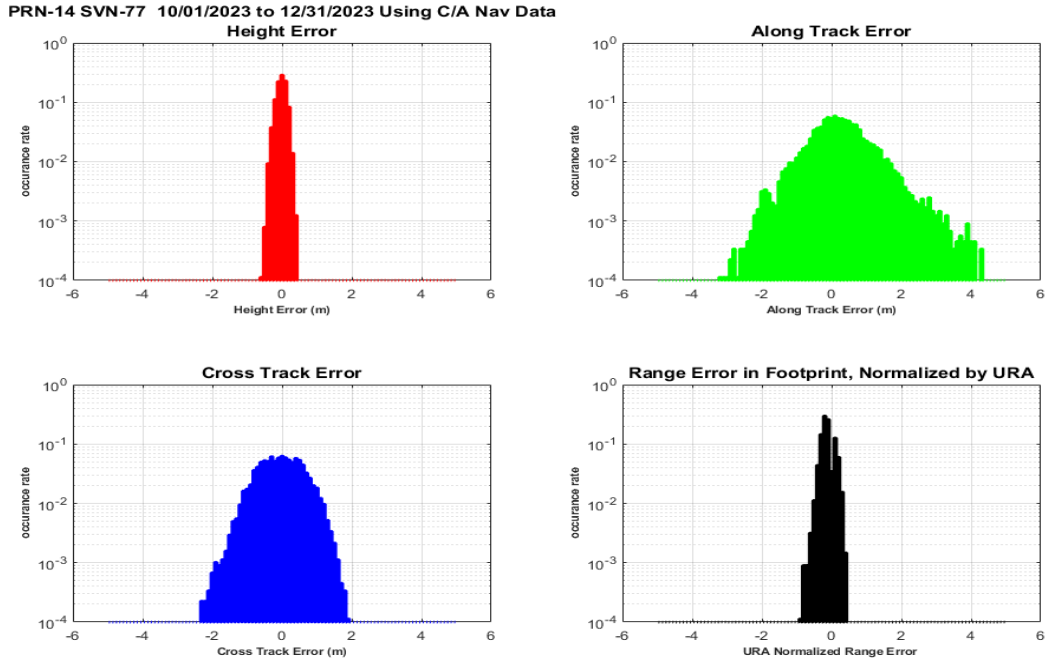 PRN-14 SVN-77  10/01/2023 to 12/31/2023 Using C/A Nav Data
Height Error
10^0
10^-1
10^-2
10^-3
10^-4
occurance rate
-6 -4 -2 0 2 4 6
Height Error (m)
Along Track Error
10^0
10^-1
10^-2
10^-3
10^-4
occurance rate
-6 -4 -2 0 2 4 6
Along Track Error (m)
Cross Track Error
10^0
10^-1
10^-2
10^-3
10^-4
occurance rate
-6 -4 -2 0 2 4 6
Cross Track Error (m)
Range Error in Footprint, Normalized by URA
10^0
10^-1
10^-2
10^-3
10^-4
occurance rate
-6 -4 -2 0 2 4 6
URA Normalized Range Error